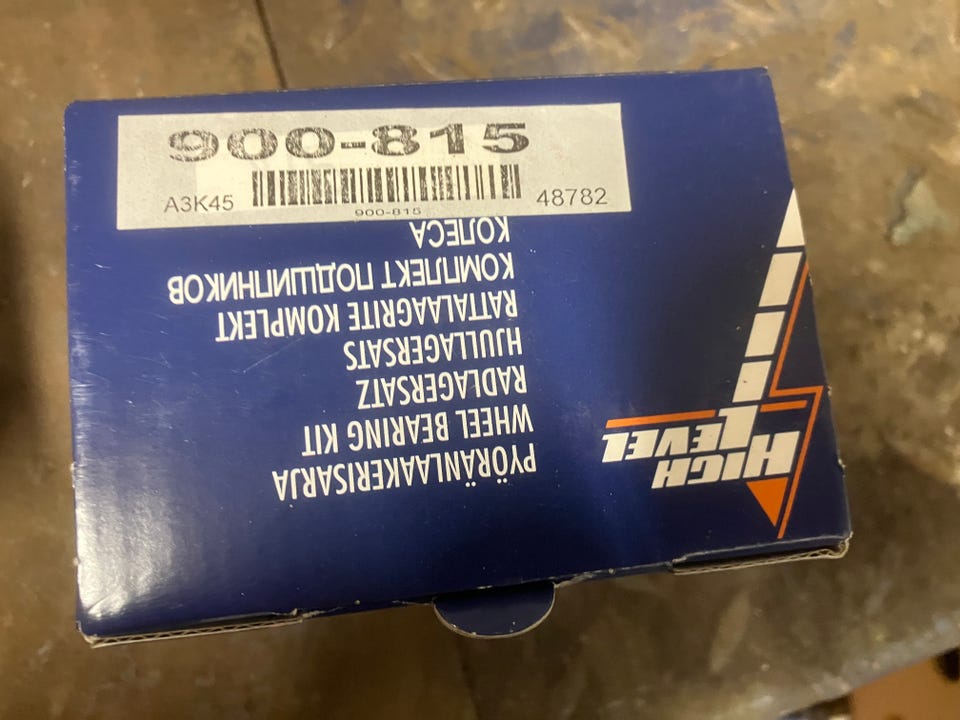 900-815
A3K45
900-815
48782
PYÖRÄNLAAKERISARJA
WHEEL BEARING KIT
RADLAGERSATZ
HJULLAGERSATS
RATTALAAGRITE KOMPLEKT
КОМПЛЕКТ ПОДШИПНИКОВ
КОЛЕСА
HIGH
LEVEL